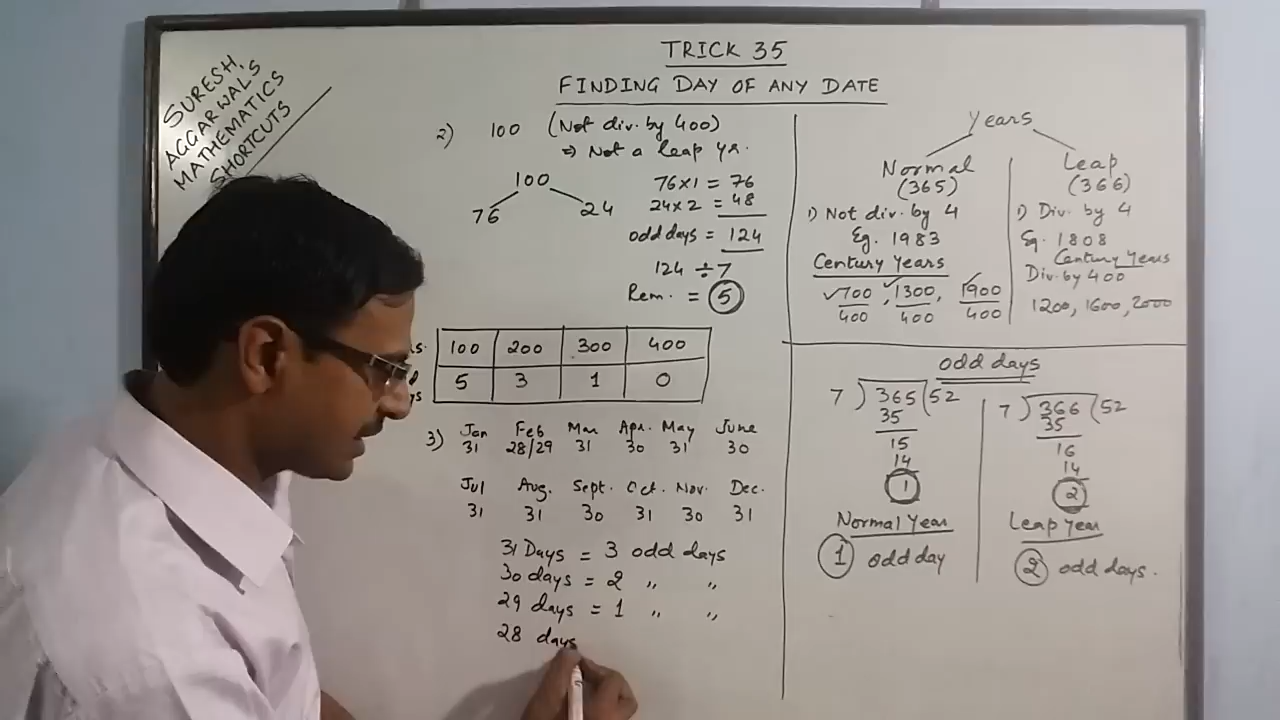 TRICK 35
FINDING DAY OF ANY DATE
SURESH
AGGARWAL'S
MATHEMATICS
SHORTCUTS
2) 100 (Not div. by 400)
⇒ Not a leap yr.
100
76 24
76x1 = 76
24x2 = 48
odd days = 124
124 ÷ 7
Rem. = 5
100 200 300 400
5 3 1 0
3) Jan Feb Mar Apr. May June
31 28/29 31 30 31 30
Jul Aug. Sept. Oct. Nov. Dec.
31 31 30 31 30 31
31 Days = 3 odd days
30 days = 2 " "
29 days = 1 " "
28 days
Years
Normal
(365)
1) Not div. by 4
Eg. 1983
Century Years
✓700, ✓1300, 1900
400 400 400
Leap
(366)
1) Div. by 4
Eg. 1808
Century Years
Div. by 400
1200, 1600, 2000
odd days
7 ) 365 ( 52
35
15
14
1
Normal Year
1 odd day
7 ) 366 ( 52
35
16
14
2
Leap Year
2 odd days.